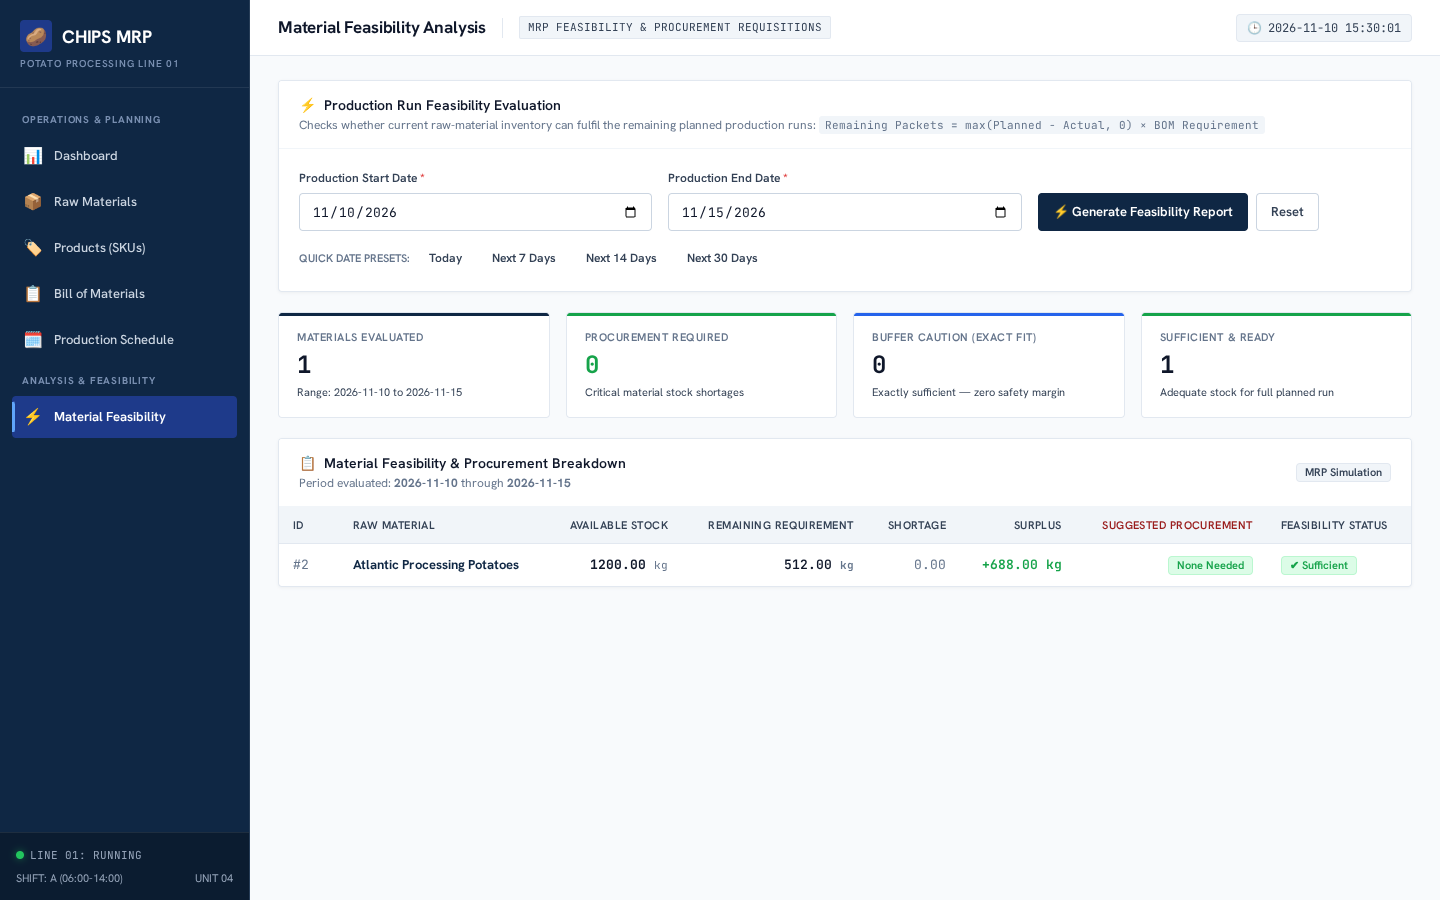 CHIPS MRP
POTATO PROCESSING LINE 01
OPERATIONS & PLANNING
Dashboard
Raw Materials
Products (SKUs)
Bill of Materials
Production Schedule
ANALYSIS & FEASIBILITY
Material Feasibility
LINE 01: RUNNING
SHIFT: A (06:00-14:00) UNIT 04
Material Feasibility Analysis MRP FEASIBILITY & PROCUREMENT REQUISITIONS 2026-11-10 15:30:01
Production Run Feasibility Evaluation
Checks whether current raw-material inventory can fulfil the remaining planned production runs: Remaining Packets = max(Planned - Actual, 0) × BOM Requirement
Production Start Date * Production End Date *
11/10/2026 11/15/2026 Generate Feasibility Report Reset
QUICK DATE PRESETS: Today Next 7 Days Next 14 Days Next 30 Days
MATERIALS EVALUATED
1
Range: 2026-11-10 to 2026-11-15
PROCUREMENT REQUIRED
0
Critical material stock shortages
BUFFER CAUTION (EXACT FIT)
0
Exactly sufficient — zero safety margin
SUFFICIENT & READY
1
Adequate stock for full planned run
Material Feasibility & Procurement Breakdown
Period evaluated: 2026-11-10 through 2026-11-15
MRP Simulation
ID RAW MATERIAL AVAILABLE STOCK REMAINING REQUIREMENT SHORTAGE SURPLUS SUGGESTED PROCUREMENT FEASIBILITY STATUS
#2 Atlantic Processing Potatoes 1200.00 kg 512.00 kg 0.00 +688.00 kg None Needed ✔ Sufficient